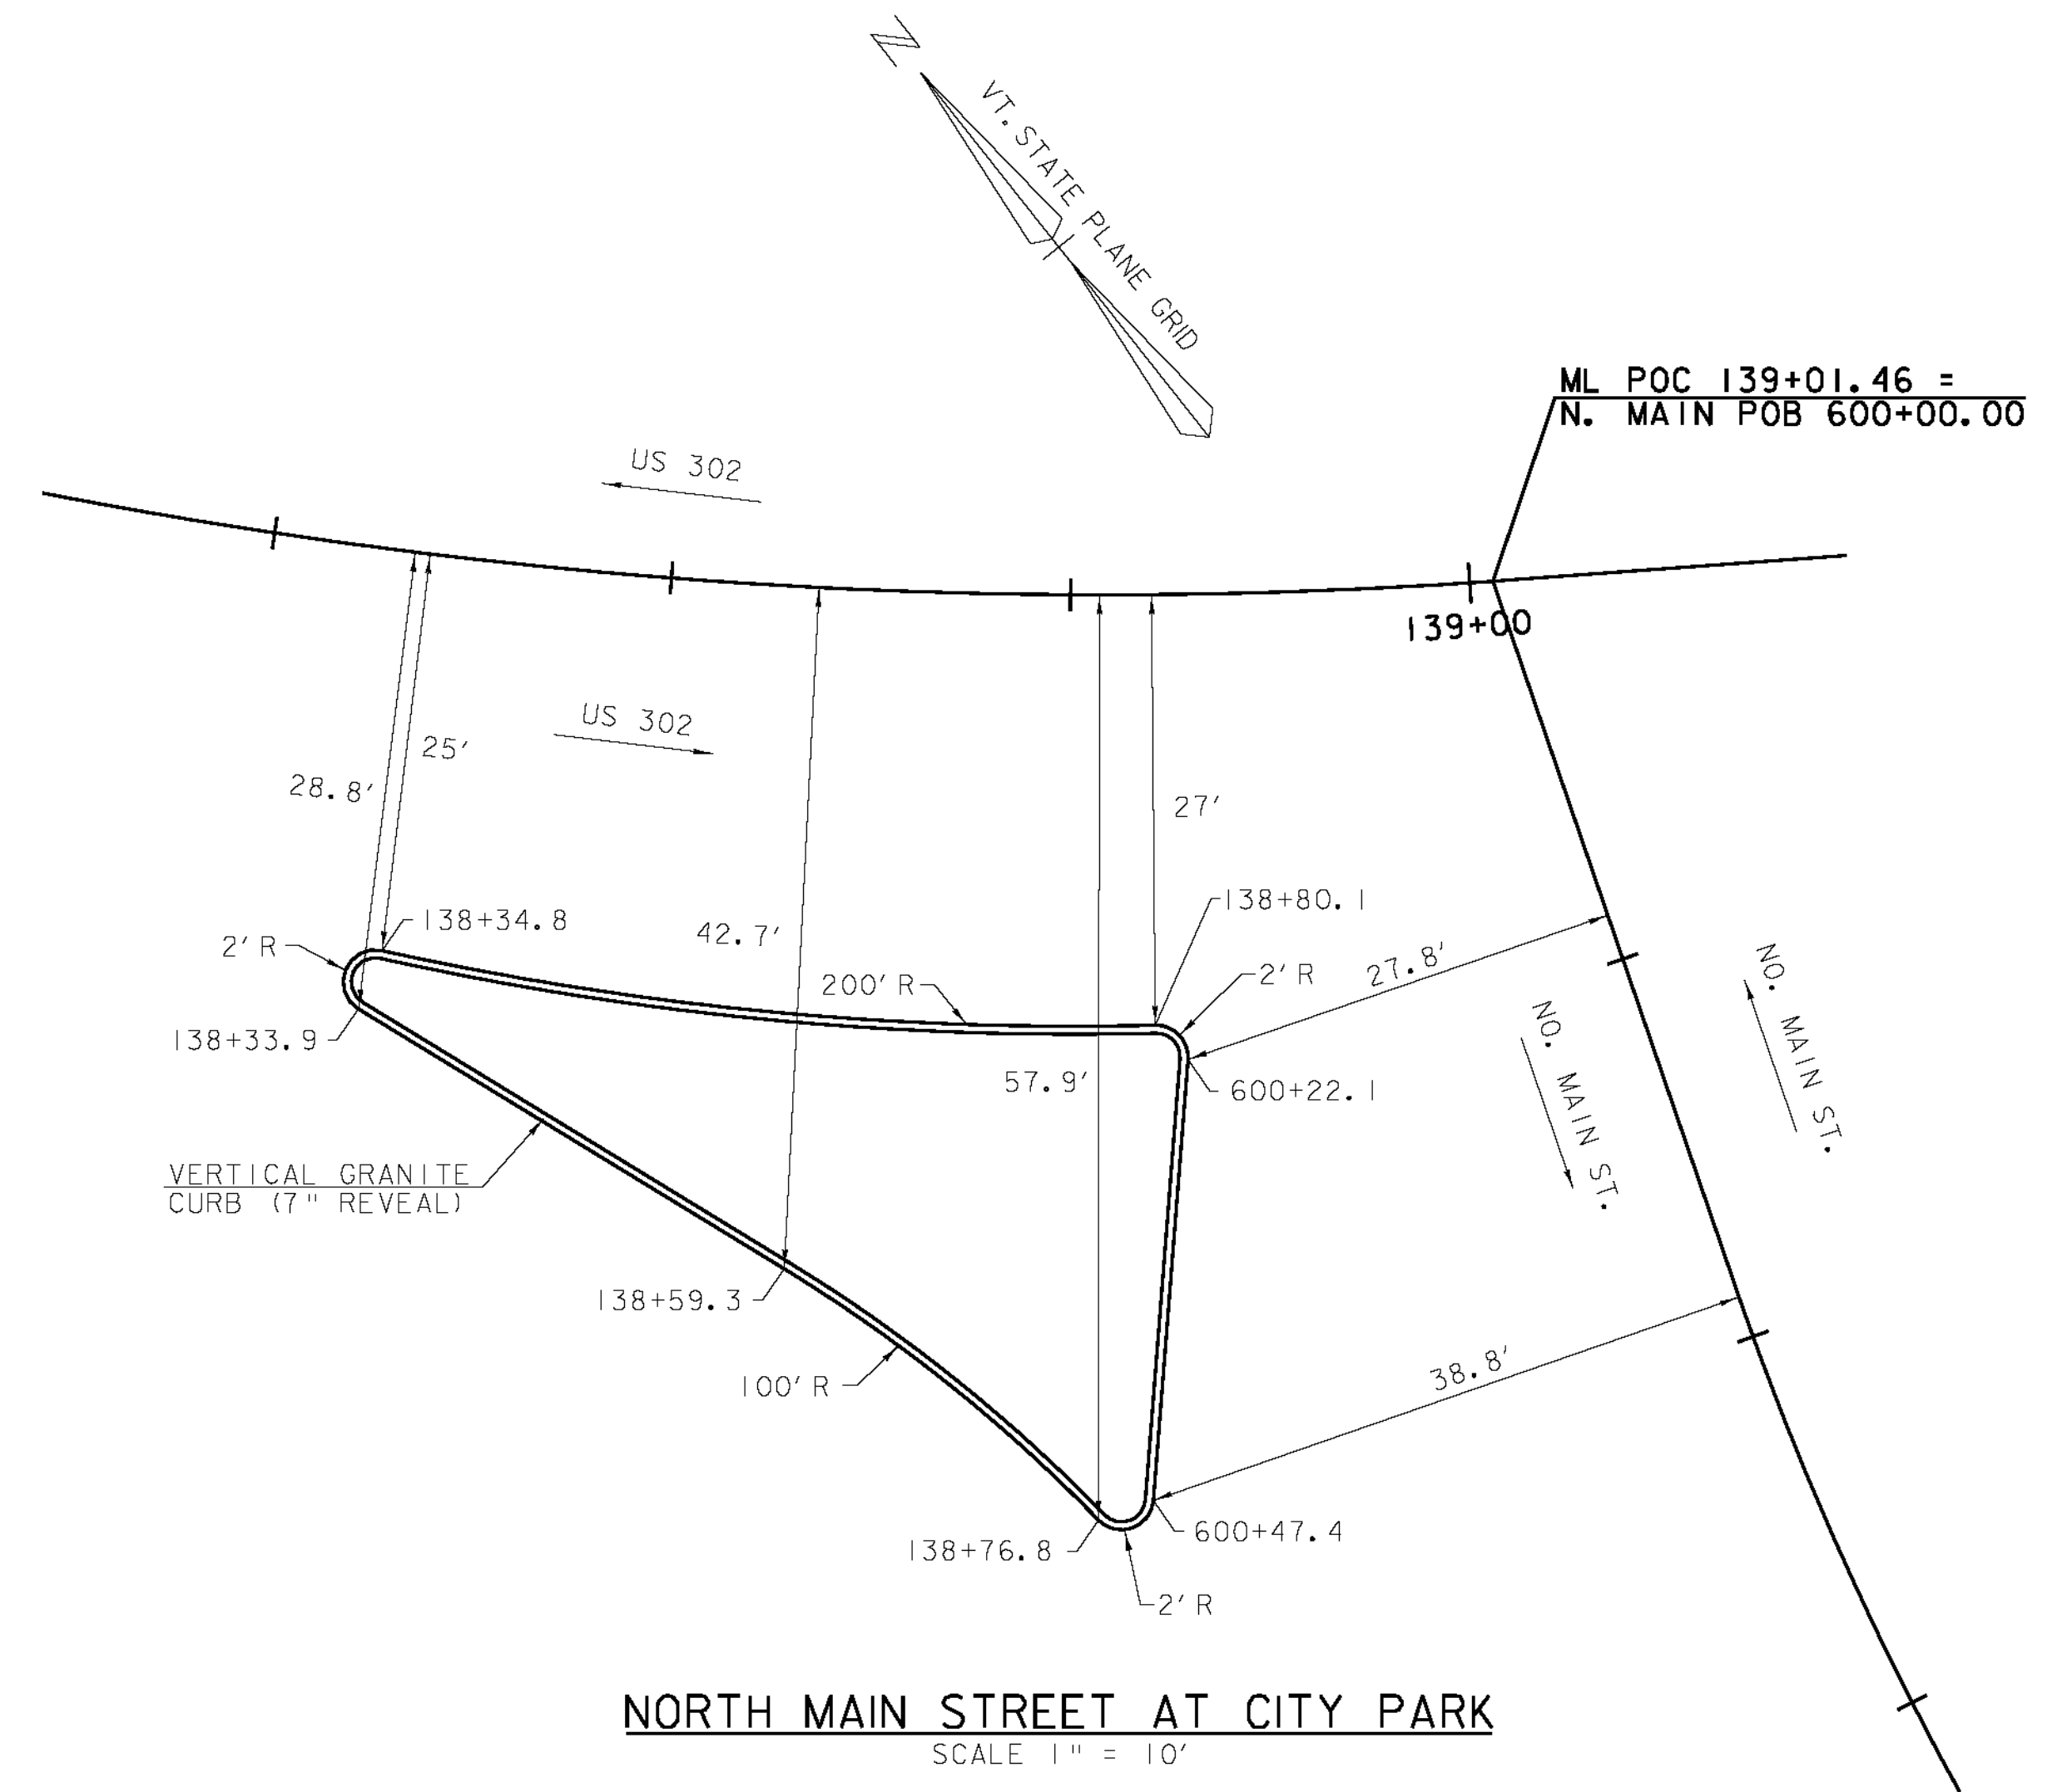 N
VT. STATE PLANE GRID
ML POC 139+01.46 =
N. MAIN POB 600+00.00
US 302
139+00
US 302
25'
28.8'
27'
138+34.8
138+80.1
2' R
42.7'
27.8'
2' R
200' R
NO. MAIN ST.
NO. MAIN ST.
138+33.9
57.9'
600+22.1
VERTICAL GRANITE
CURB (7" REVEAL)
138+59.3
38.8'
100' R
600+47.4
138+76.8
2' R
NORTH MAIN STREET AT CITY PARK
SCALE 1" = 10'